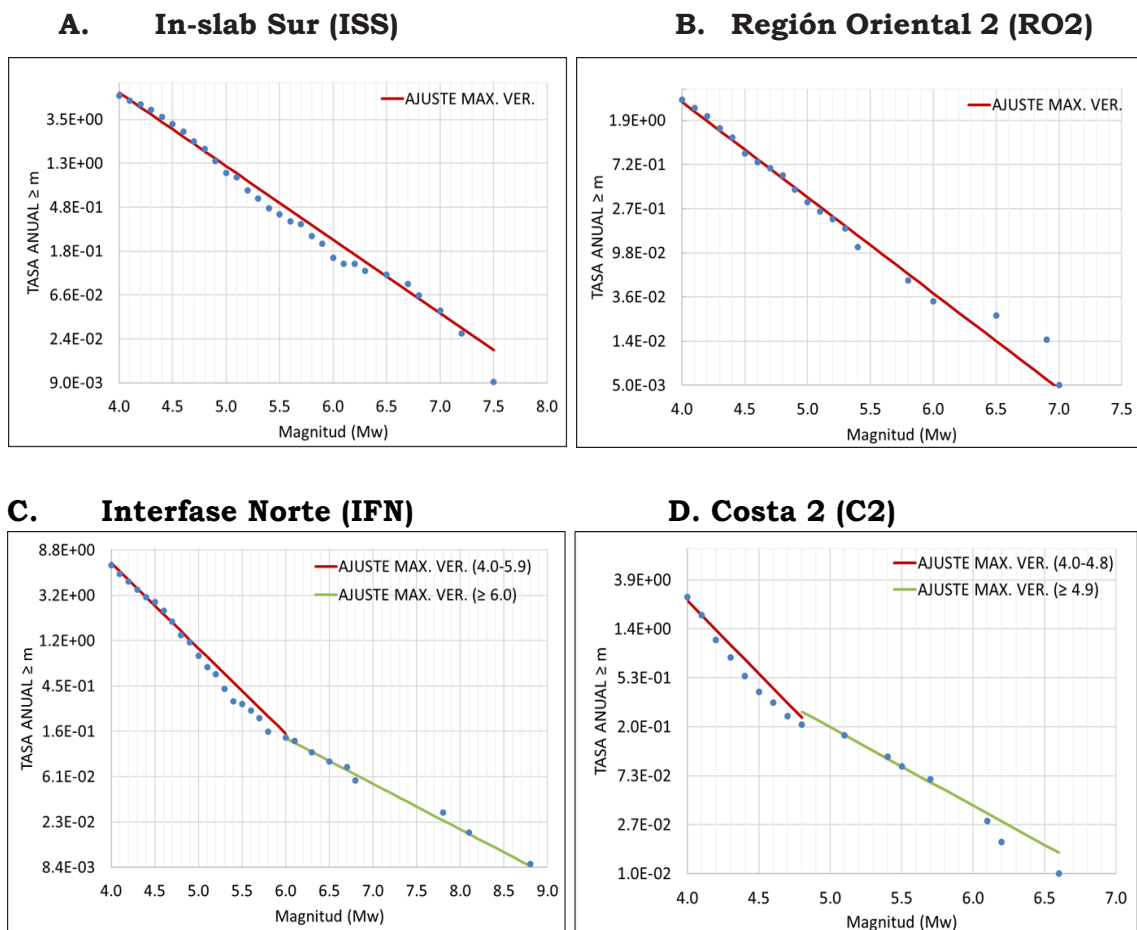 A. In-slab Sur (ISS)
AJUSTE MAX. VER.
TASA ANUAL ≥ m
3.5E+00
1.3E+00
4.8E-01
1.8E-01
6.6E-02
2.4E-02
9.0E-03
4.0 4.5 5.0 5.5 6.0 6.5 7.0 7.5 8.0
Magnitud (Mw)
B. Región Oriental 2 (RO2)
AJUSTE MAX. VER.
TASA ANUAL ≥ m
1.9E+00
7.2E-01
2.7E-01
9.8E-02
3.6E-02
1.4E-02
5.0E-03
4.0 4.5 5.0 5.5 6.0 6.5 7.0 7.5
Magnitud (Mw)
C. Interfase Norte (IFN)
AJUSTE MAX. VER. (4.0-5.9)
AJUSTE MAX. VER. (≥ 6.0)
TASA ANUAL ≥ m
8.8E+00
3.2E+00
1.2E+00
4.5E-01
1.6E-01
6.1E-02
2.3E-02
8.4E-03
4.0 4.5 5.0 5.5 6.0 6.5 7.0 7.5 8.0 8.5 9.0
Magnitud (Mw)
D. Costa 2 (C2)
AJUSTE MAX. VER. (4.0-4.8)
AJUSTE MAX. VER. (≥ 4.9)
TASA ANUAL ≥ m
3.9E+00
1.4E+00
5.3E-01
2.0E-01
7.3E-02
2.7E-02
1.0E-02
4.0 4.5 5.0 5.5 6.0 6.5 7.0
Magnitud (Mw)